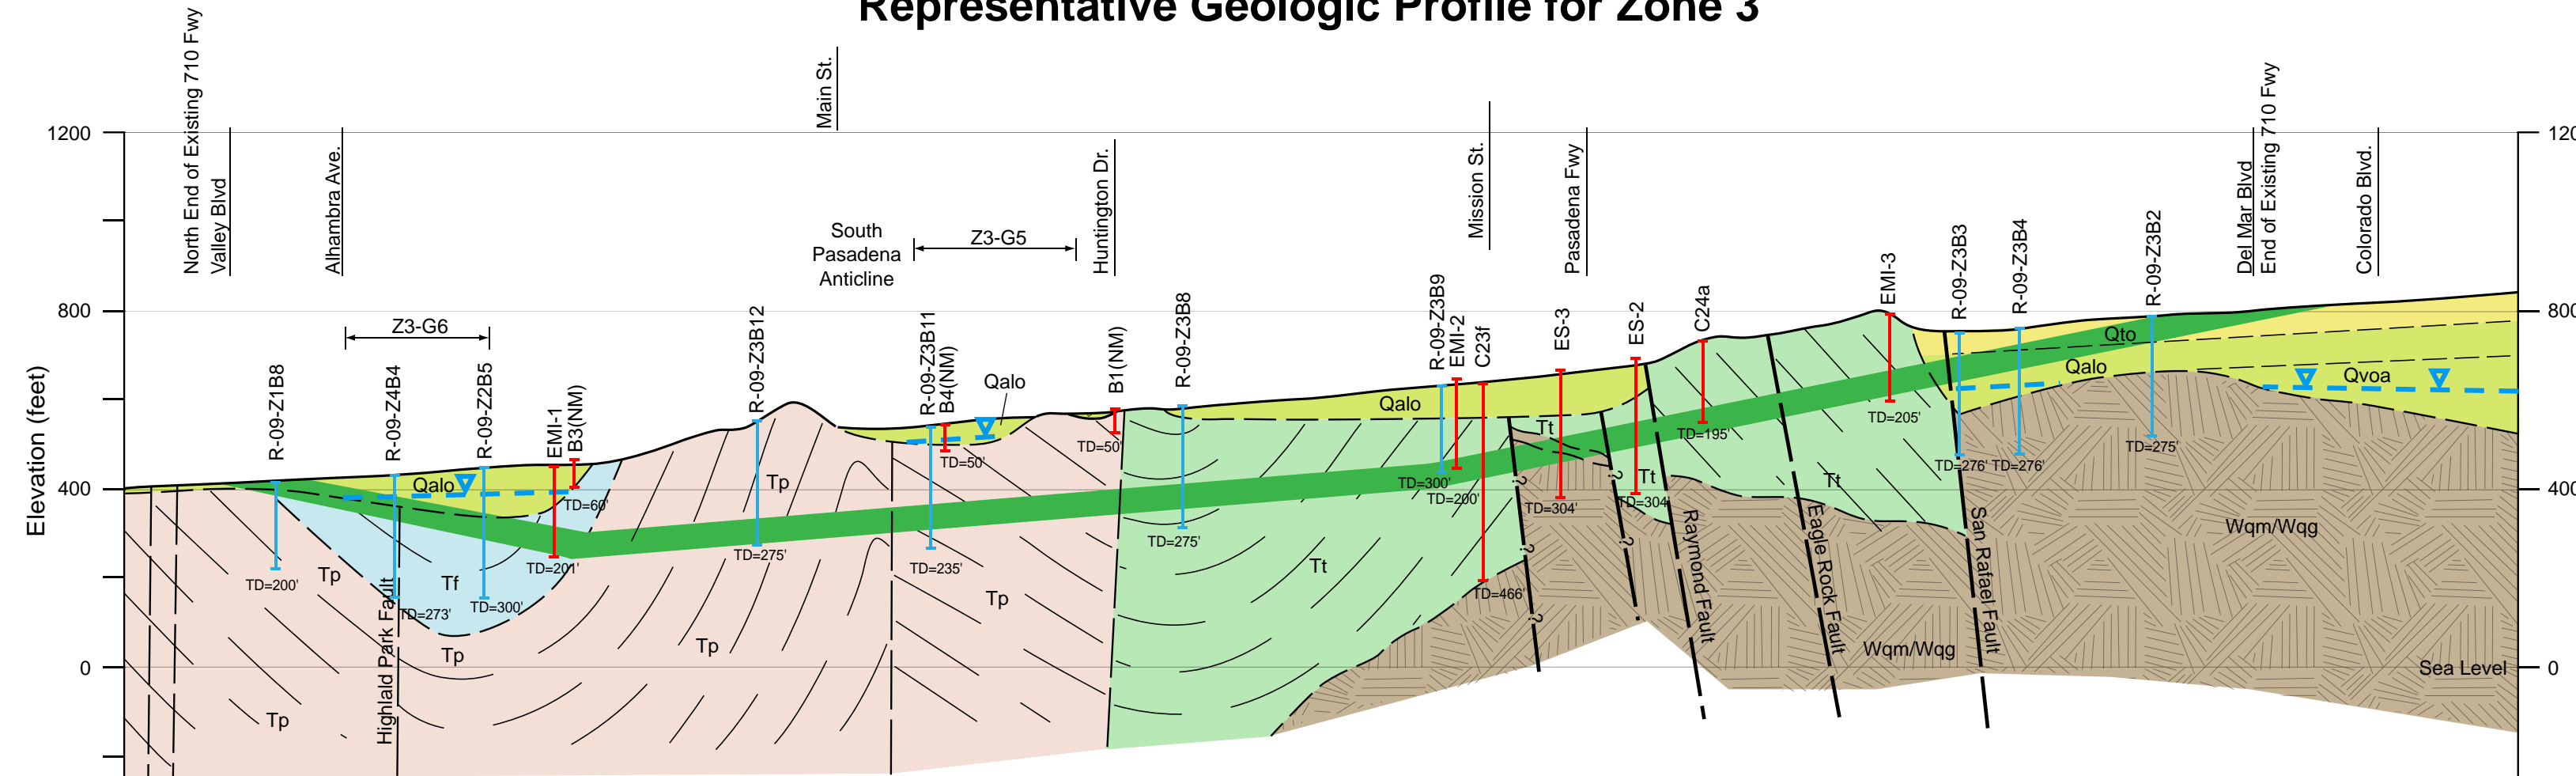 Representative Geologic Profile for Zone 3
North End of Existing 710 Fwy
Valley Blvd
Alhambra Ave.
Main St.
Huntington Dr.
Mission St.
Pasadena Fwy
Del Mar Blvd
End of Existing 710 Fwy
Colorado Blvd.
1200
800
400
0
Elevation (feet)
120
800
400
0
South
Pasadena
Anticline
Z3-G5
Z3-G6
R-09-Z1B8
R-09-Z4B4
R-09-Z2B5
EMI-1
B3(NM)
R-09-Z3B12
R-09-Z3B11
B4(NM)
Qalo
B1(NM)
R-09-Z3B8
R-09-Z3B9
EMI-2
C23f
ES-3
ES-2
C24a
EMI-3
R-09-Z3B3
R-09-Z3B4
R-09-Z3B2
Qto
Qalo
Qvoa
Qalo
Tt
Qalo
Tp
TD=205'
TD=195'
TD=275'
TD=276'
TD=276'
TD=50'
TD=50'
TD=300'
TD=200'
TD=304'
TD=304'
TD=60'
TD=275'
TD=275'
TD=201'
TD=235'
TD=200'
TD=273'
TD=300'
TD=466'
Tt
Tt
?
?
?
?
?
Tp
Tf
Tp
Tt
Wqm/Wqg
Tp
Tp
Wqm/Wqg
Sea Level
Tp
Highlald Park Fault
Raymond Fault
Eagle Rock Fault
San Rafael Fault